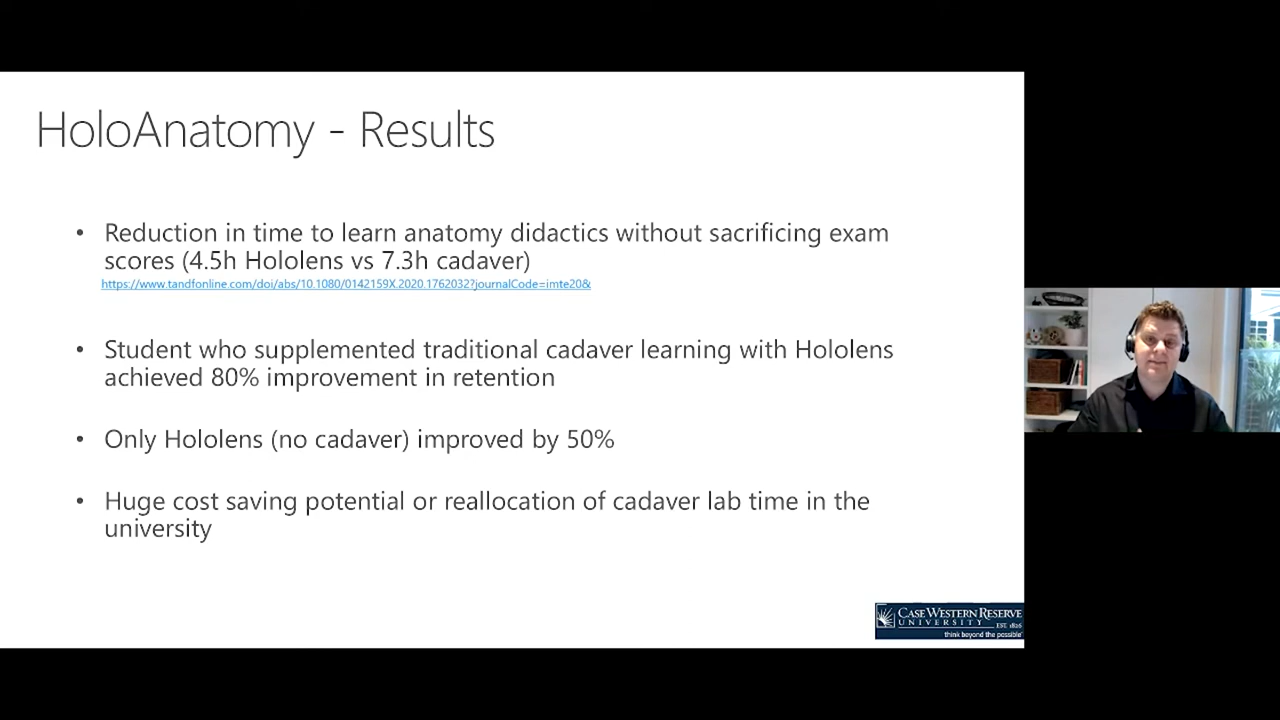 HoloAnatomy - Results
• Reduction in time to learn anatomy didactics without sacrificing exam
scores (4.5h Hololens vs 7.3h cadaver)
https://www.tandfonline.com/doi/abs/10.1080/0142159X.2020.1762032?journalCode=imte20&
• Student who supplemented traditional cadaver learning with Hololens
achieved 80% improvement in retention
• Only Hololens (no cadaver) improved by 50%
• Huge cost saving potential or reallocation of cadaver lab time in the
university
CASE WESTERN RESERVE
UNIVERSITY EST. 1826
think beyond the possible